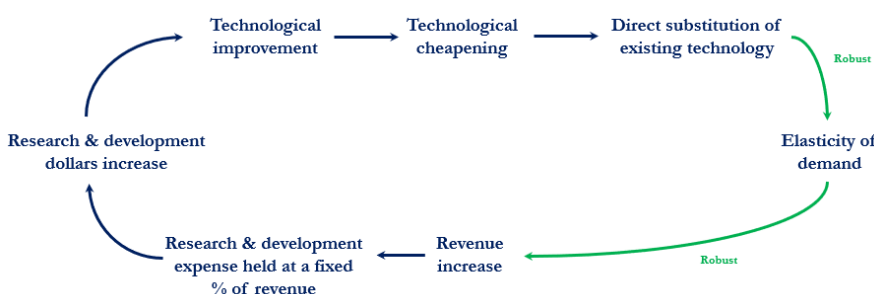 Technological
improvement
Technological
cheapening
Direct substitution of
existing technology
Robust
Elasticity of
demand
Robust
Revenue
increase
Research & development
expense held at a fixed
% of revenue
Research & development
dollars increase